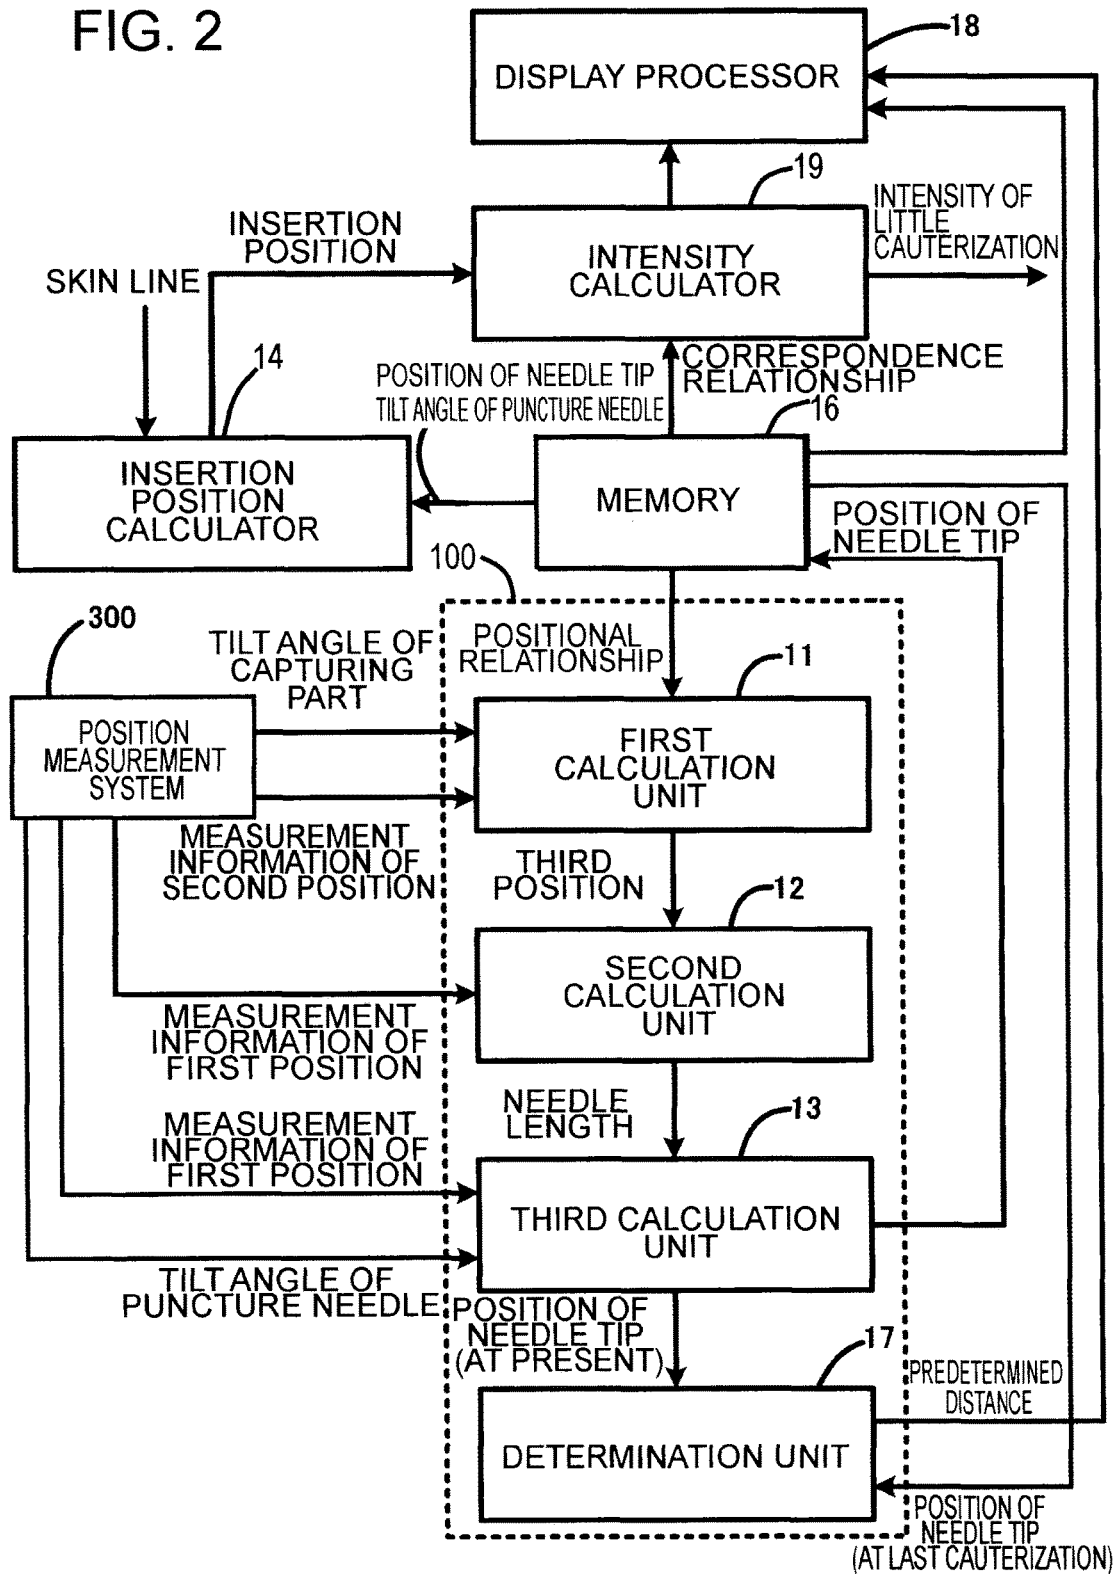 FIG. 2
18
DISPLAY PROCESSOR
19
INTENSITY OF
LITTLE
CAUTERIZATION
INSERTION
POSITION
INTENSITY
CALCULATOR
SKIN LINE
14
POSITION OF NEEDLE TIP
TILT ANGLE OF PUNCTURE NEEDLE
CORRESPONDENCE
RELATIONSHIP
16
INSERTION
POSITION
CALCULATOR
MEMORY
POSITION OF
NEEDLE TIP
100
300
TILT ANGLE OF
CAPTURING
PART
POSITIONAL
RELATIONSHIP
11
POSITION
MEASUREMENT
SYSTEM
FIRST
CALCULATION
UNIT
MEASUREMENT
INFORMATION OF
SECOND POSITION
THIRD
POSITION
12
SECOND
CALCULATION
UNIT
MEASUREMENT
INFORMATION OF
FIRST POSITION
NEEDLE
LENGTH
13
MEASUREMENT
INFORMATION OF
FIRST POSITION
THIRD CALCULATION
UNIT
TILT ANGLE OF
PUNCTURE NEEDLE
POSITION OF
NEEDLE TIP
(AT PRESENT)
17
PREDETERMINED
DISTANCE
DETERMINATION UNIT
POSITION OF
NEEDLE TIP
(AT LAST CAUTERIZATION)